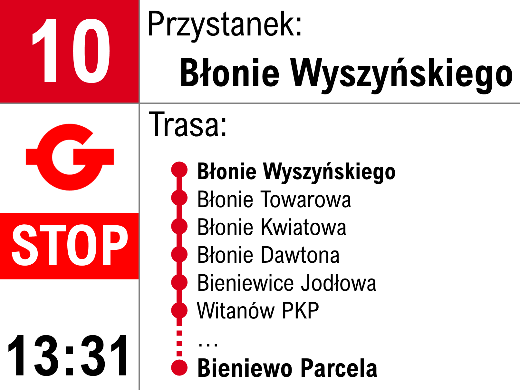 10
Przystanek:
Błonie Wyszyńskiego
G
STOP
13:31
Trasa:
Błonie Wyszyńskiego
Błonie Towarowa
Błonie Kwiatowa
Błonie Dawtona
Bieniewice Jodłowa
Witanów PKP
...
Bieniewo Parcela